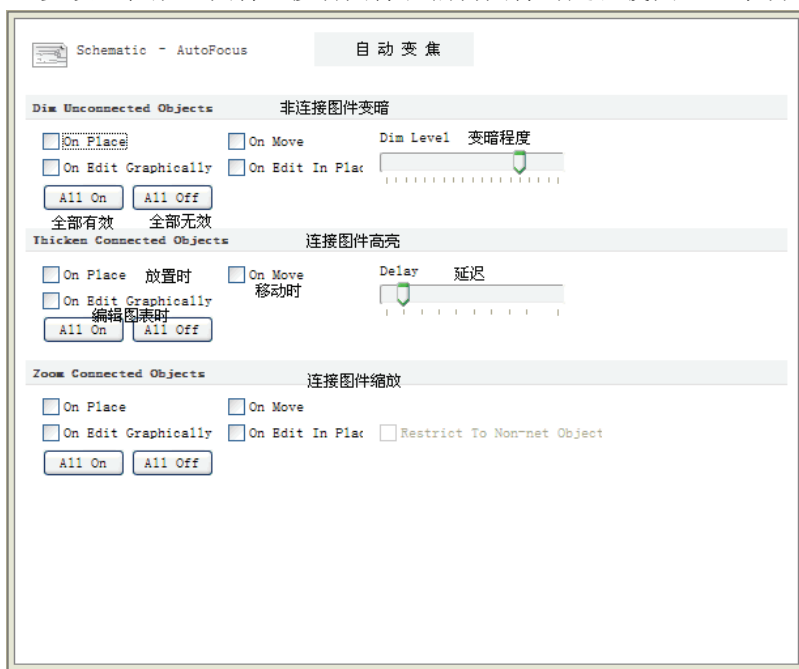 Schematic - AutoFocus 自动变焦
Dim Unconnected Objects 非连接图件变暗
On Place On Move Dim Level 变暗程度
On Edit Graphically On Edit In Plac
All On All Off
全部有效 全部无效
Thicken Connected Objects 连接图件高亮
On Place 放置时 On Move Delay 延迟
移动时
On Edit Graphically
编辑图表时
All On All Off
Zoom Connected Objects 连接图件缩放
On Place On Move
On Edit Graphically On Edit In Plac Restrict To Non-net Object
All On All Off